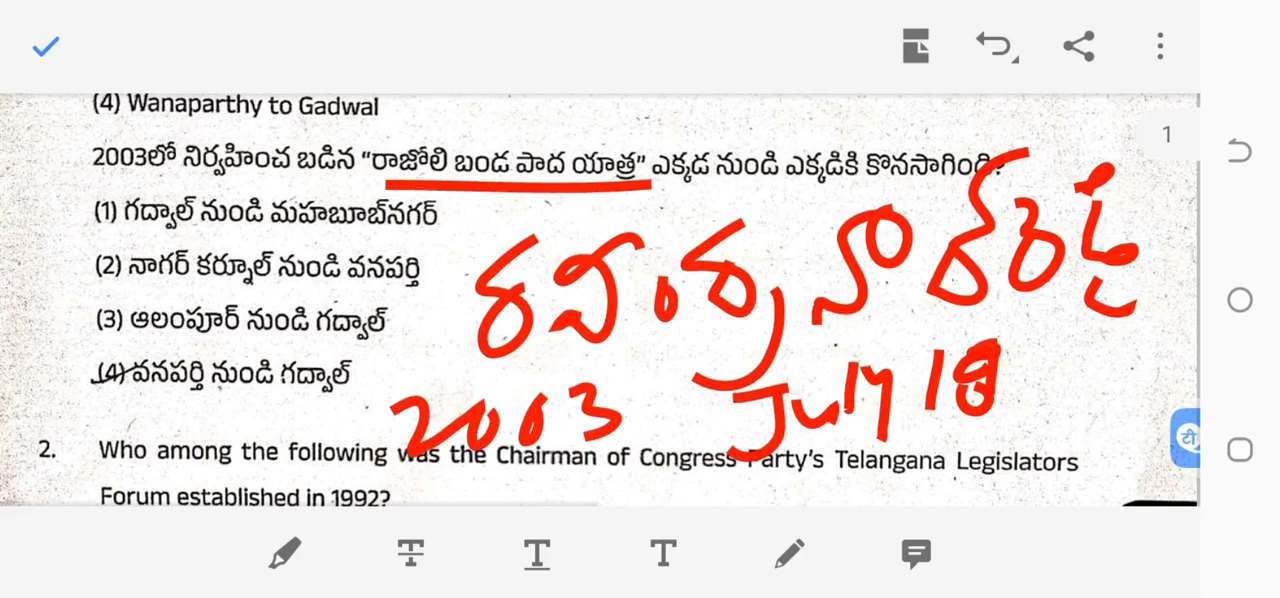 (4) Wanaparthy to Gadwal
1
2003లో నిర్వహించ బడిన “రాజోలి బండ పాద యాత్ర” ఎక్కడ నుండి ఎక్కడికి కొనసాగింది?
(1) గద్వాల్ నుండి మహబూబ్‌నగర్
(2) నాగర్ కర్నూల్ నుండి వనపర్తి
(3) ఆలంపూర్ నుండి గద్వాల్
(4) వనపర్తి నుండి గద్వాల్
2003 July 18
2. Who among the following was the Chairman of Congress Party’s Telangana Legislators
Forum established in 1992?
टी
T T T